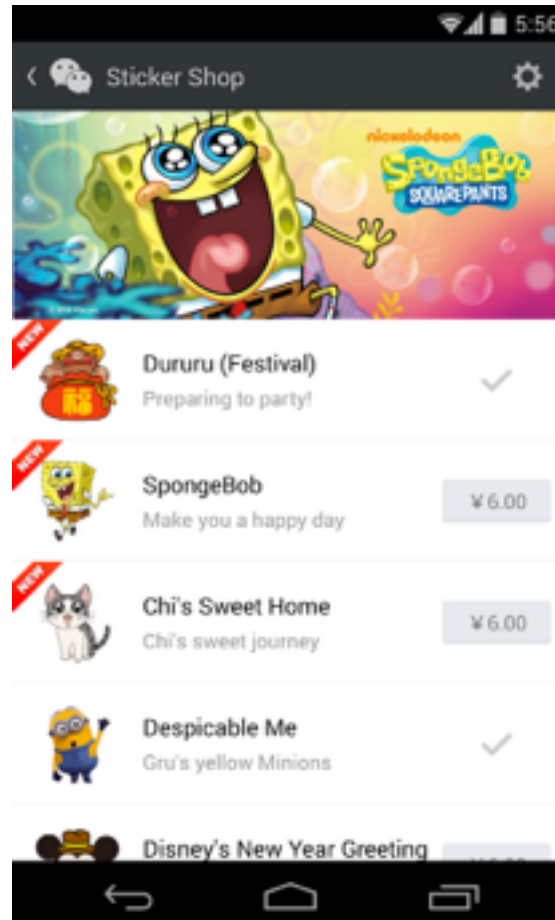 5:56
Sticker Shop
nickelodeon
SpongeBob
SQUAREPANTS
NEW
Dururu (Festival)
Preparing to party!
福
NEW
SpongeBob
Make you a happy day
¥6.00
NEW
Chi's Sweet Home
Chi's sweet journey
¥6.00
Despicable Me
Gru's yellow Minions
Disney's New Year Greeting